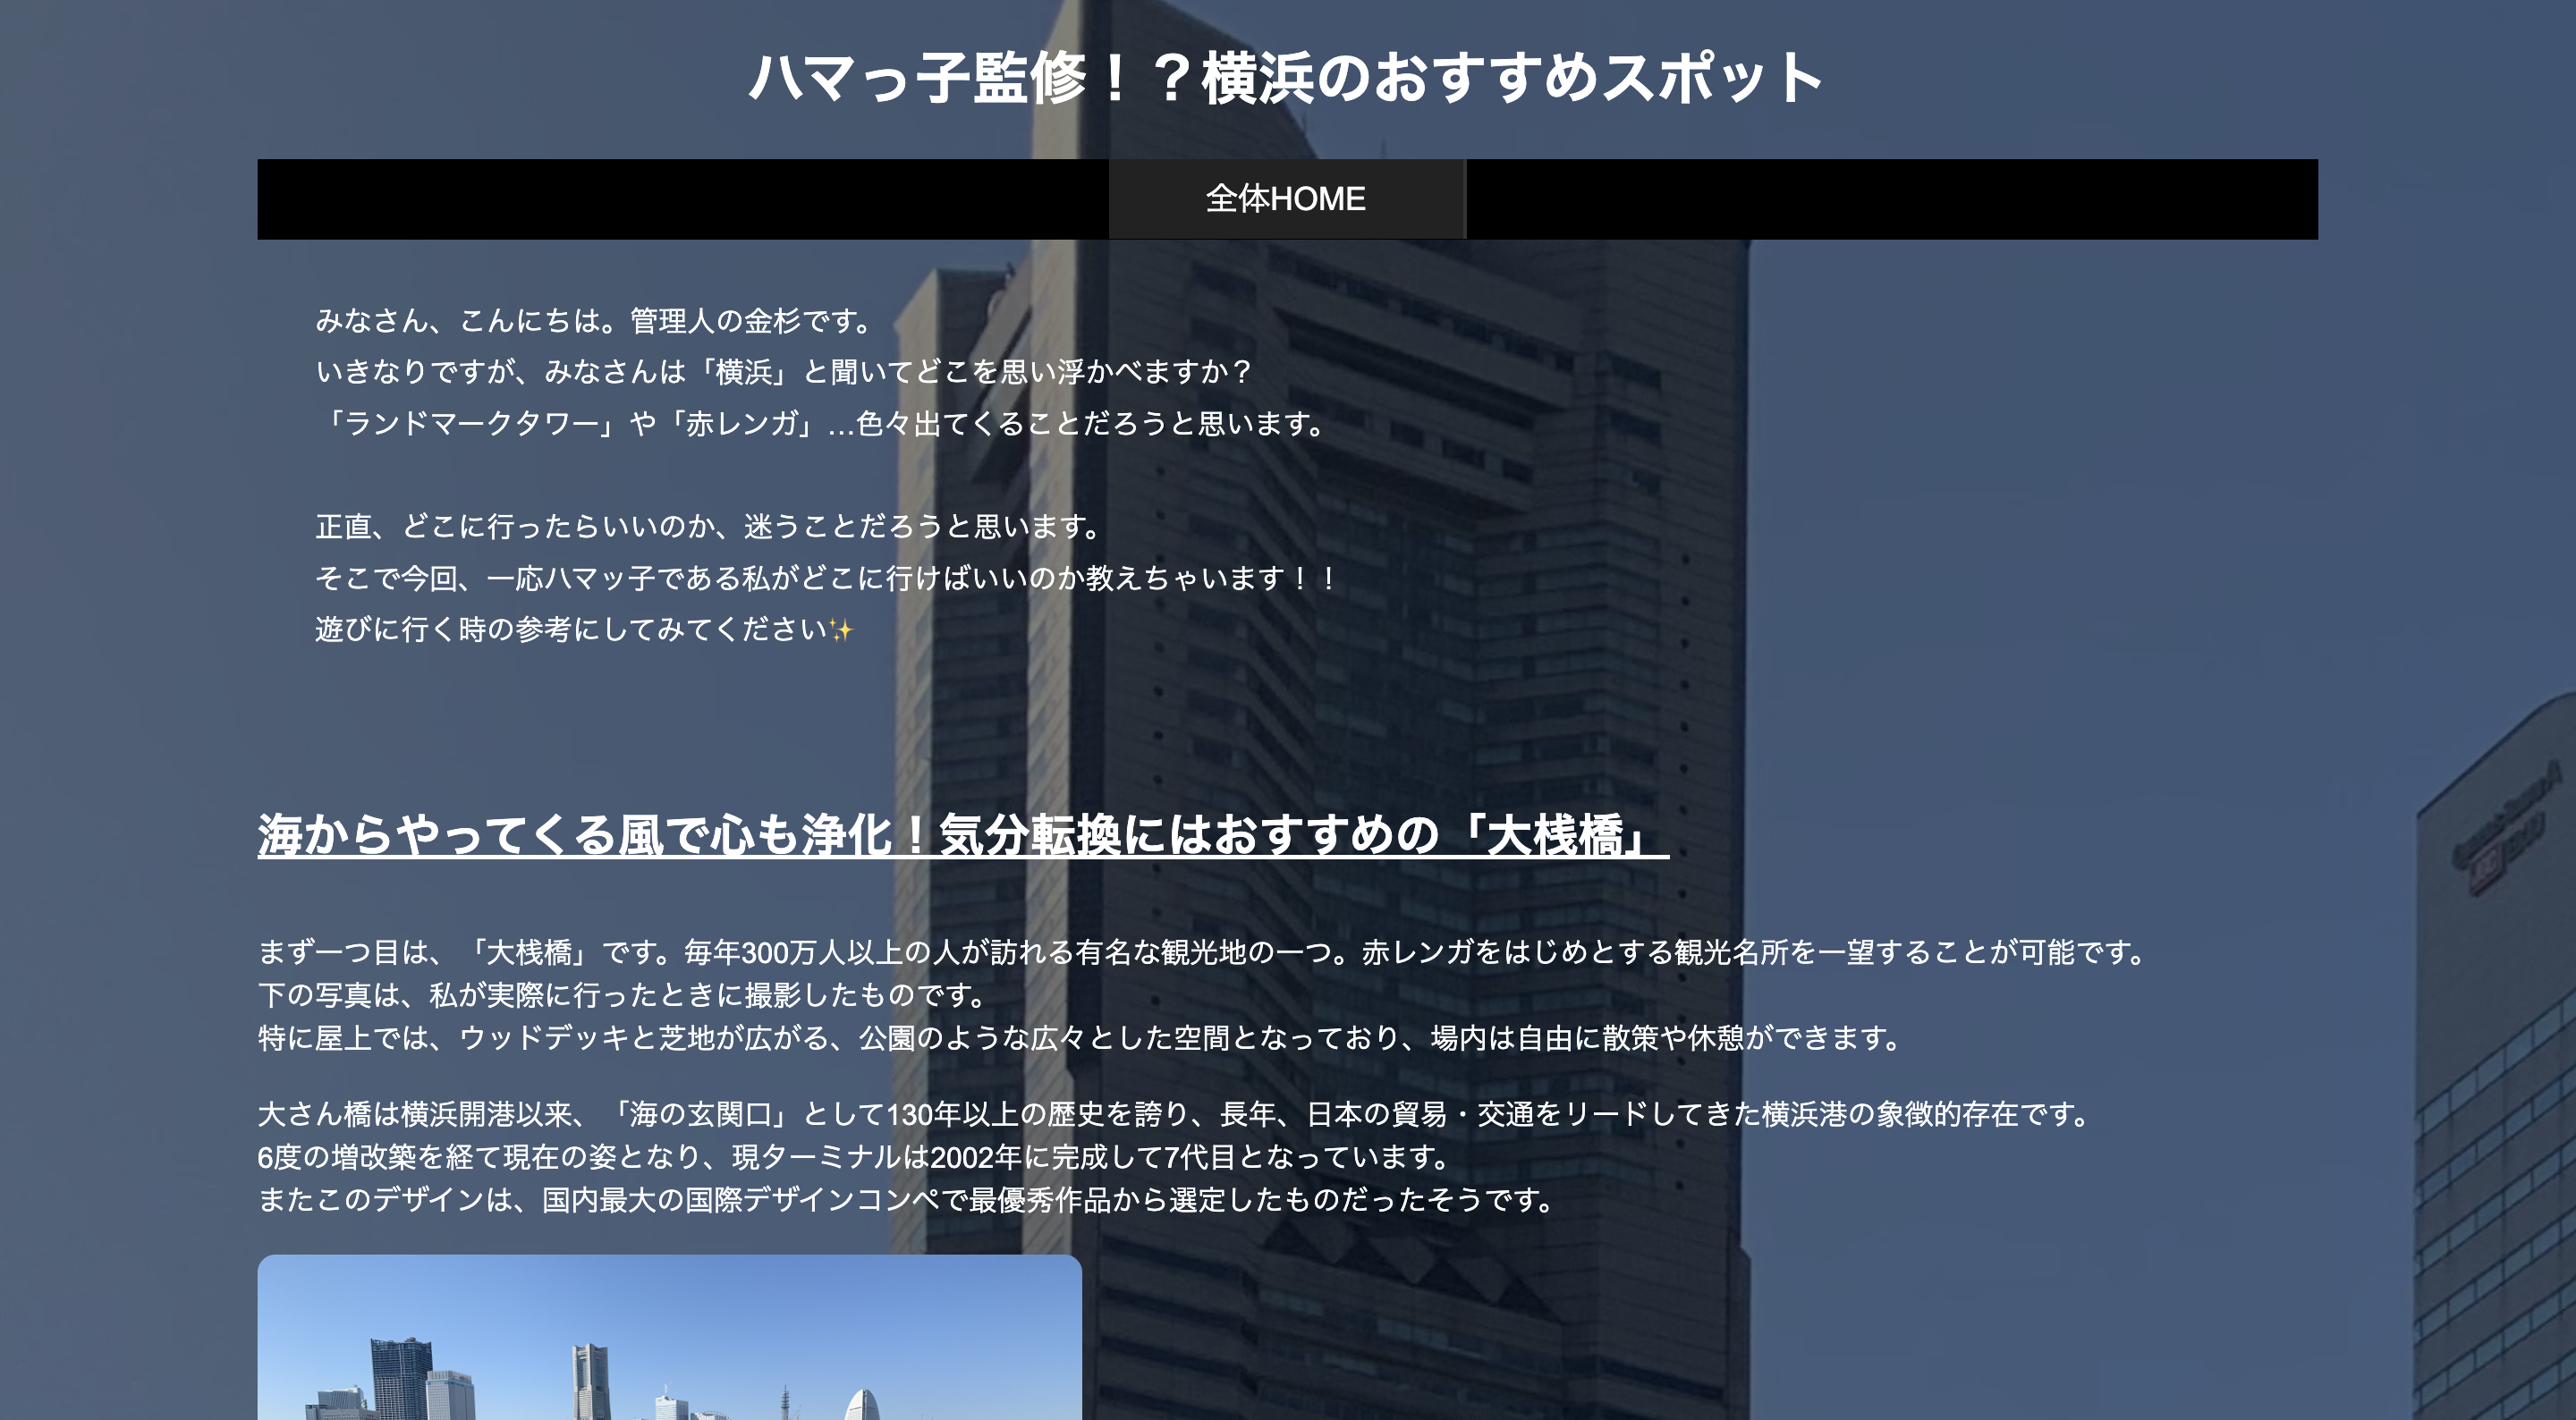 ハマっ子監修！？横浜のおすすめスポット
全体HOME
みなさん、こんにちは。管理人の金杉です。
いきなりですが、みなさんは「横浜」と聞いてどこを思い浮かべますか？
「ランドマークタワー」や「赤レンガ」…色々出てくることだろうと思います。
正直、どこに行ったらいいのか、迷うことだろうと思います。
そこで今回、一応ハマッ子である私がどこに行けばいいのか教えちゃいます！！
遊びに行く時の参考にしてみてください✨
海からやってくる風で心も浄化！気分転換にはおすすめの「大桟橋」
まず一つ目は、「大桟橋」です。毎年300万人以上の人が訪れる有名な観光地の一つ。赤レンガをはじめとする観光名所を一望することが可能です。
下の写真は、私が実際に行ったときに撮影したものです。
特に屋上では、ウッドデッキと芝地が広がる、公園のような広々とした空間となっており、場内は自由に散策や休憩ができます。
大さん橋は横浜開港以来、「海の玄関口」として130年以上の歴史を誇り、長年、日本の貿易・交通をリードしてきた横浜港の象徴的存在です。
6度の増改築を経て現在の姿となり、現ターミナルは2002年に完成して7代目となっています。
またこのデザインは、国内最大の国際デザインコンペで最優秀作品から選定したものだったそうです。